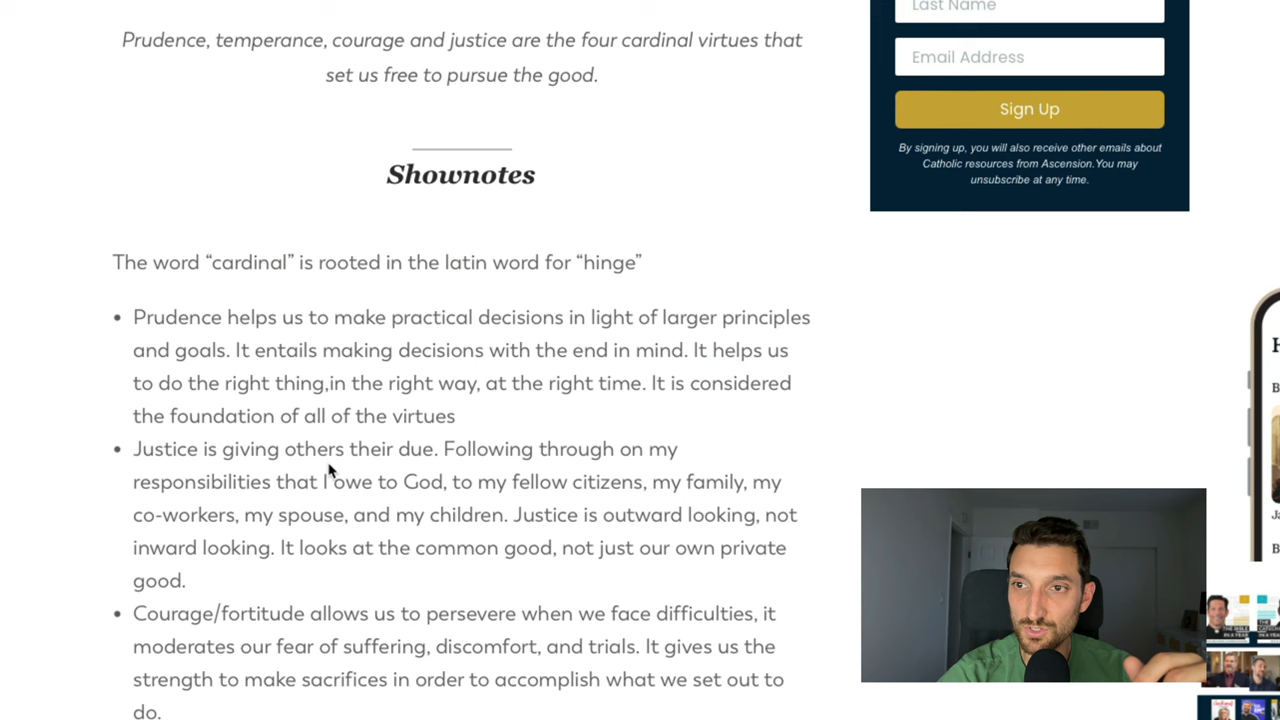 Prudence, temperance, courage and justice are the four cardinal virtues that
set us free to pursue the good.
Shownotes
The word “cardinal” is rooted in the latin word for “hinge”
• Prudence helps us to make practical decisions in light of larger principles
and goals. It entails making decisions with the end in mind. It helps us
to do the right thing,in the right way, at the right time. It is considered
the foundation of all of the virtues
• Justice is giving others their due. Following through on my
responsibilities that I owe to God, to my fellow citizens, my family, my
co-workers, my spouse, and my children. Justice is outward looking, not
inward looking. It looks at the common good, not just our own private
good.
• Courage/fortitude allows us to persevere when we face difficulties, it
moderates our fear of suffering, discomfort, and trials. It gives us the
strength to make sacrifices in order to accomplish what we set out to
do.
Last Name
Email Address
Sign Up
By signing up, you will also receive other emails about
Catholic resources from Ascension.You may
unsubscribe at any time.